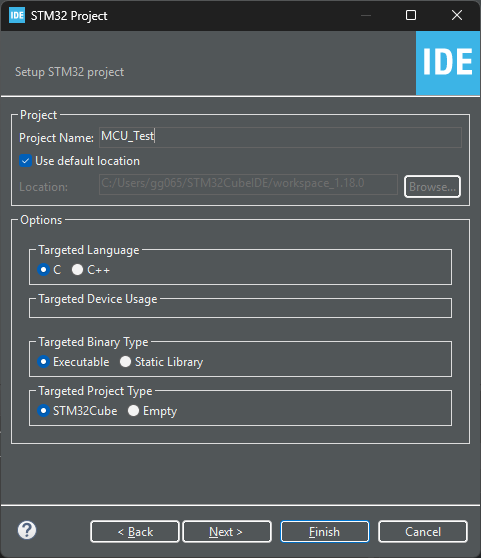 IDE STM32 Project
Setup STM32 project
IDE
Project
Project Name: MCU_Test
Use default location
Location: C:/Users/gg065/STM32CubeIDE/workspace_1.18.0 Browse...
Options
Targeted Language
C C++
Targeted Device Usage
Targeted Binary Type
Executable Static Library
Targeted Project Type
STM32Cube Empty
? < Back Next > Finish Cancel